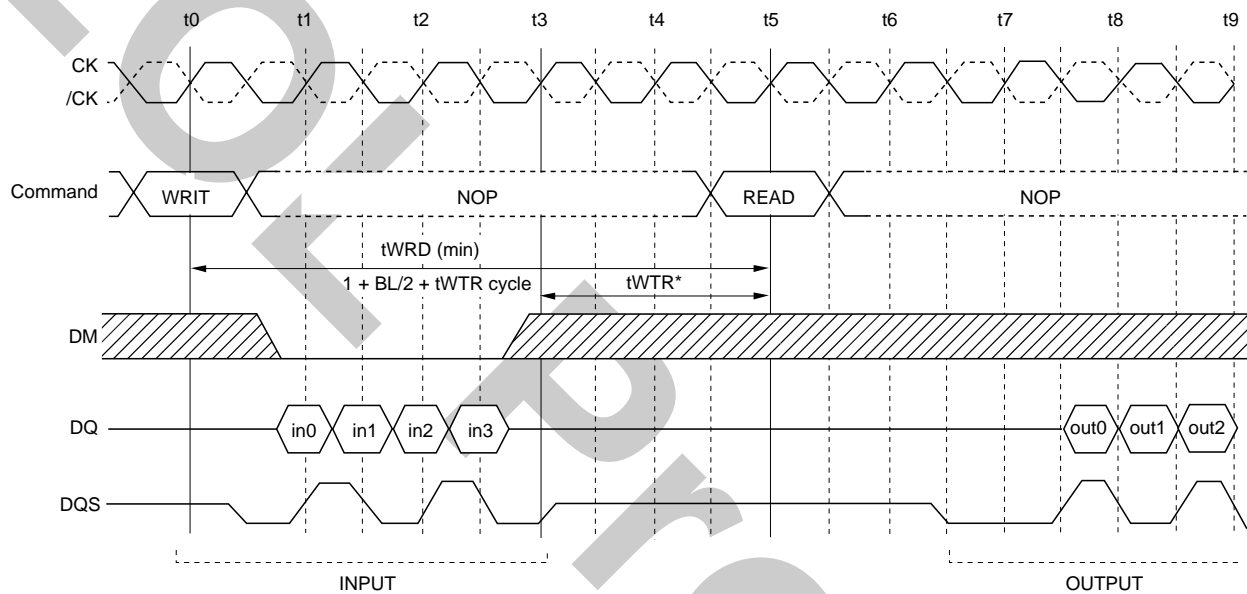 t0 t1 t2 t3 t4 t5 t6 t7 t8 t9
CK
/CK
Command WRIT NOP READ NOP
tWRD (min)
1 + BL/2 + tWTR cycle tWTR*
DM
DQ in0 in1 in2 in3 out0 out1 out2
DQS
INPUT OUTPUT